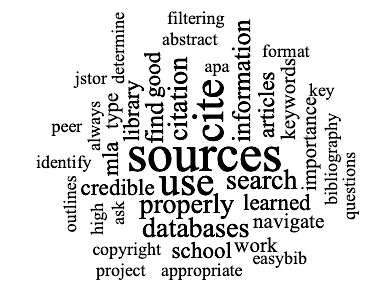 filtering
abstract
determine
jstor
always
type
library
find
good
citation
apa
cite
information
articles
format
keywords
key
peer
mla
importance
bibliography
questions
identify
sources
credible
use
search
outlines
high
ask
properly
learned
databases
navigate
copyright
school
work
easybib
project
appropriate